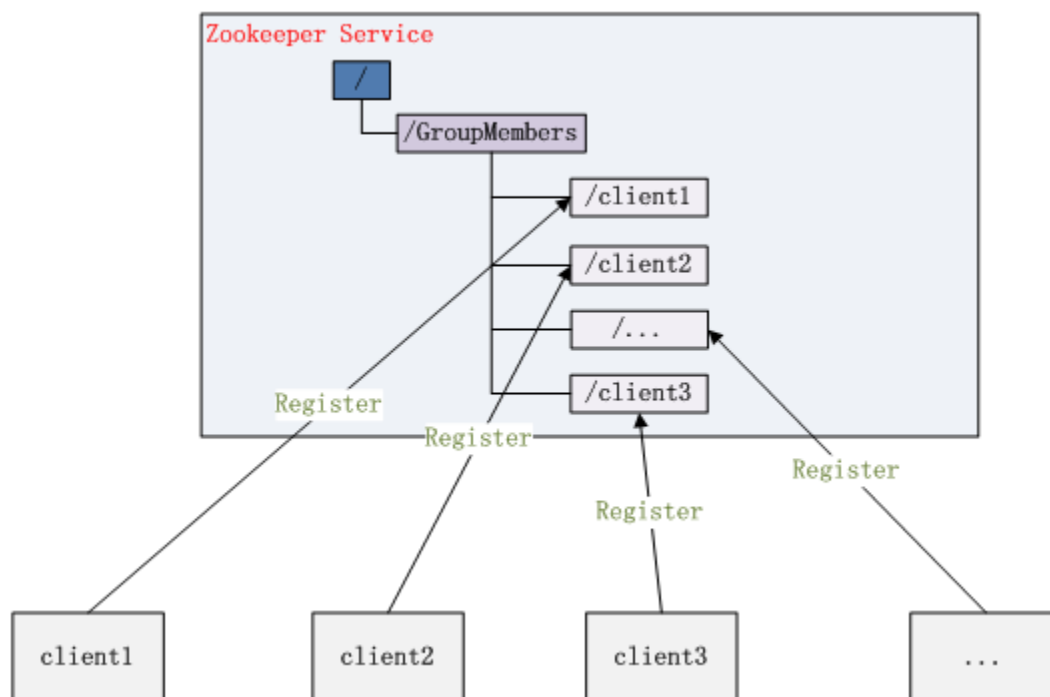 Zookeeper Service
/
/GroupMembers
/client1
/client2
/...
/client3
Register
Register
Register
Register
client1
client2
client3
...